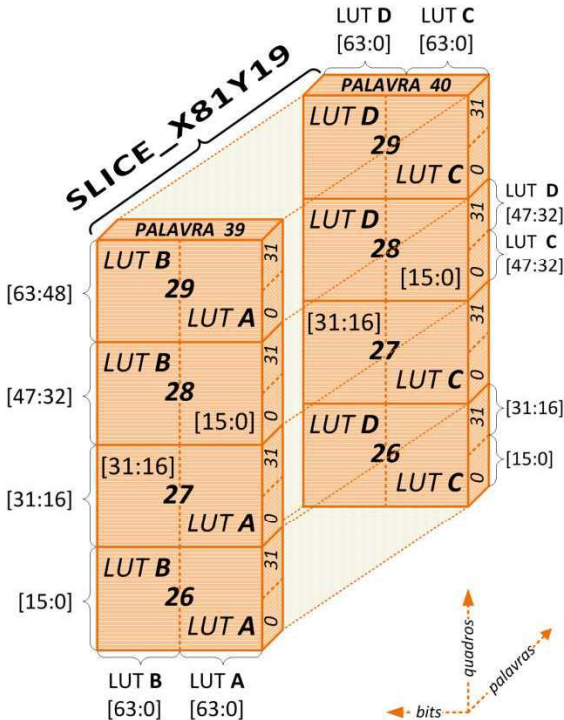 LUT D LUT C
[63:0] [63:0]
SLICE_X81Y19
PALAVRA 40
LUT D
29
LUT C
31
0
LUT D
28
[15:0]
31
0
LUT D
[47:32]
LUT C
[47:32]
[31:16]
27
LUT C
31
0
LUT D
26
LUT C
31
0
[31:16]
[15:0]
PALAVRA 39
[63:48]
LUT B
29
LUT A
31
0
[47:32]
LUT B
28
[15:0]
31
0
[31:16]
[31:16]
27
LUT A
31
0
[15:0]
LUT B
26
LUT A
31
0
LUT B LUT A
[63:0] [63:0]
quadros
palavras
bits